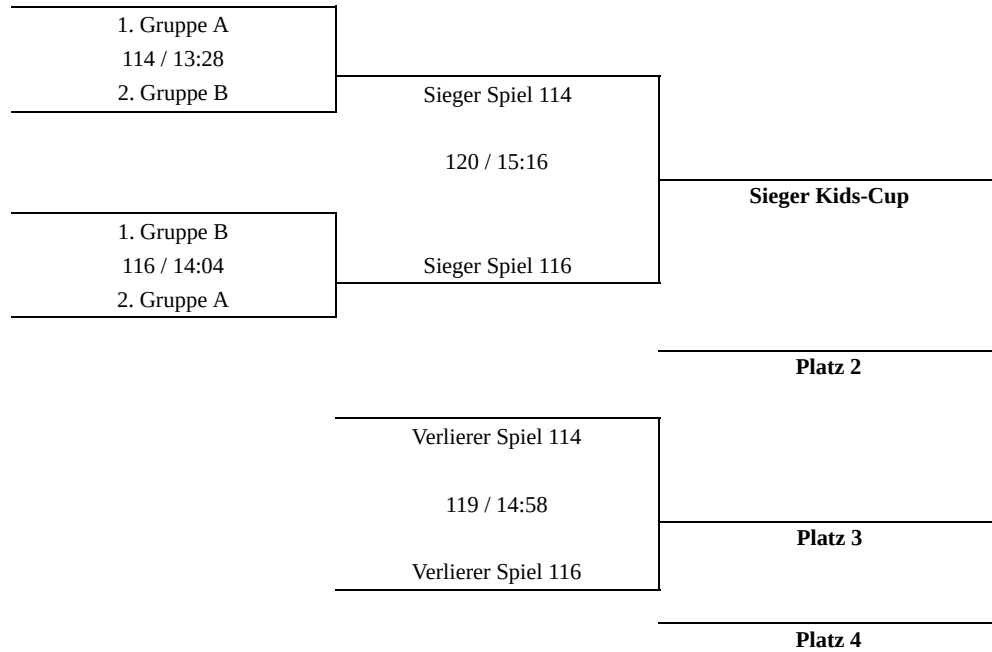 1. Gruppe A
114 / 13:28
2. Gruppe B
Sieger Spiel 114
120 / 15:16
Sieger Kids-Cup
1. Gruppe B
116 / 14:04
Sieger Spiel 116
2. Gruppe A
Platz 2
Verlierer Spiel 114
119 / 14:58
Platz 3
Verlierer Spiel 116
Platz 4